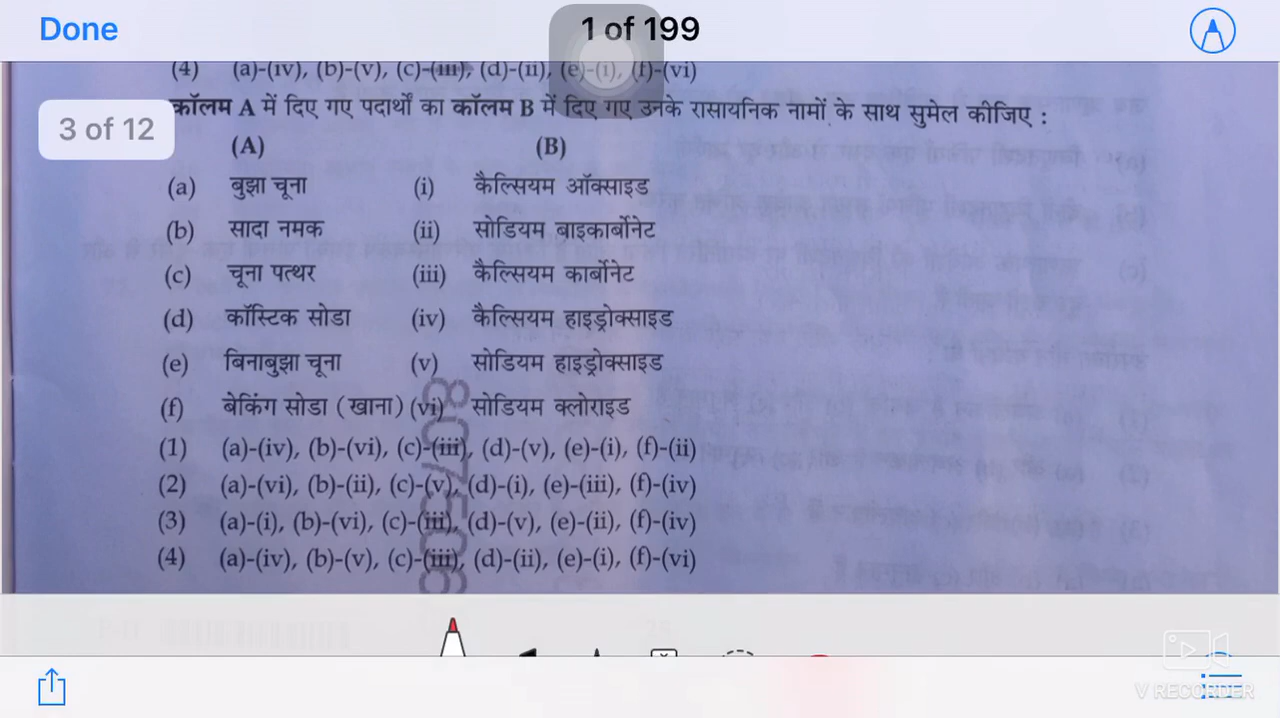 Done
1 of 199
(4) (a)-(iv), (b)-(v), (c)-(iii), (d)-(ii), (e)-(i), (f)-(vi)
कॉलम A में दिए गए पदार्थों का कॉलम B में दिए गए उनके रासायनिक नामों के साथ सुमेल कीजिए :
3 of 12
(A) (B)
(a) बुझा चूना (i) कैल्सियम ऑक्साइड
(b) सादा नमक (ii) सोडियम बाइकार्बोनेट
(c) चूना पत्थर (iii) कैल्सियम कार्बोनेट
(d) कॉस्टिक सोडा (iv) कैल्सियम हाइड्रोक्साइड
(e) बिनाबुझा चूना (v) सोडियम हाइड्रोक्साइड
(f) बेकिंग सोडा (खाना) (vi) सोडियम क्लोराइड
(1) (a)-(iv), (b)-(vi), (c)-(iii), (d)-(v), (e)-(i), (f)-(ii)
(2) (a)-(vi), (b)-(ii), (c)-(v), (d)-(i), (e)-(iii), (f)-(iv)
(3) (a)-(i), (b)-(vi), (c)-(iii), (d)-(v), (e)-(ii), (f)-(iv)
(4) (a)-(iv), (b)-(v), (c)-(iii), (d)-(ii), (e)-(i), (f)-(vi)
V RECORDER